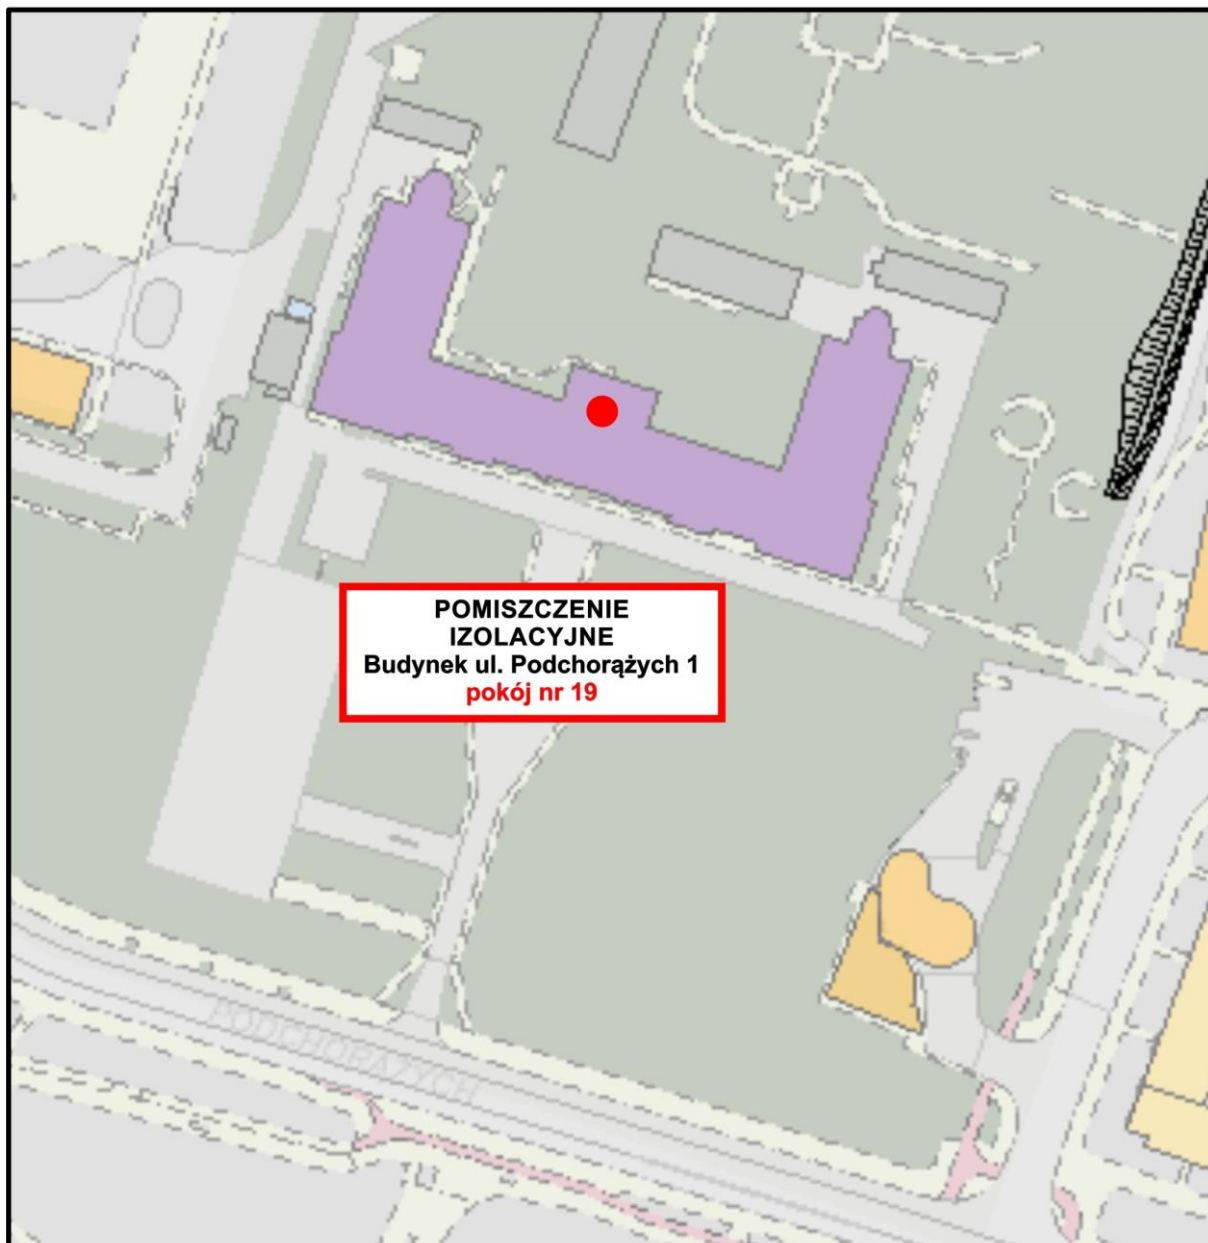 POMISZCZENIE
IZOLACYJNE
Budynek ul. Podchorążych 1
pokój nr 19
PODCHORĄŻYCH